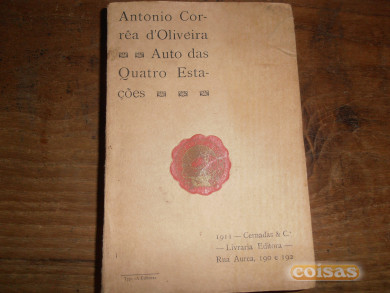 Antonio Cor-
rêa d'Oliveira
Auto das
Quatro Esta-
ções
1911 — Cernadas & C.ª
— Livraria Editora —
Rua Aurea, 190 e 192
coisas